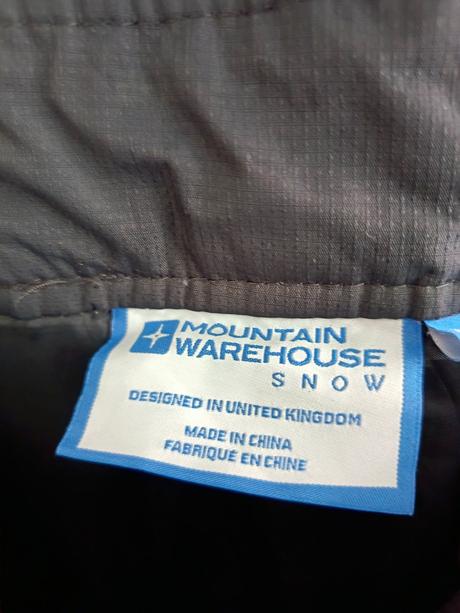 MOUNTAIN
WAREHOUSE
SNOW
DESIGNED IN UNITED KINGDOM
MADE IN CHINA
FABRIQUÉ EN CHINE